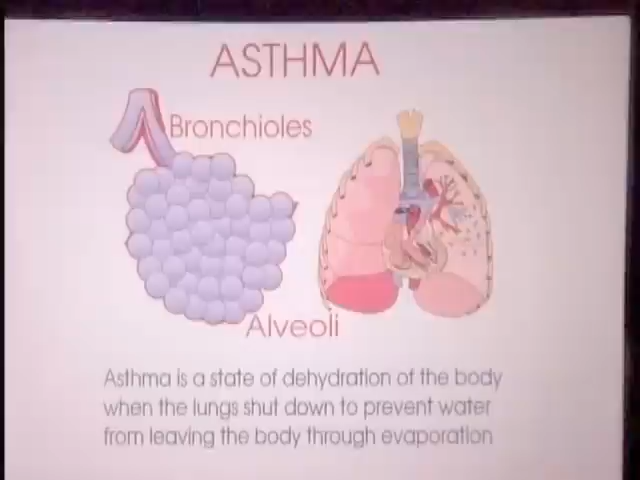 ASTHMA
Bronchioles
Alveoli
Asthma is a state of dehydration of the body
when the lungs shut down to prevent water
from leaving the body through evaporation